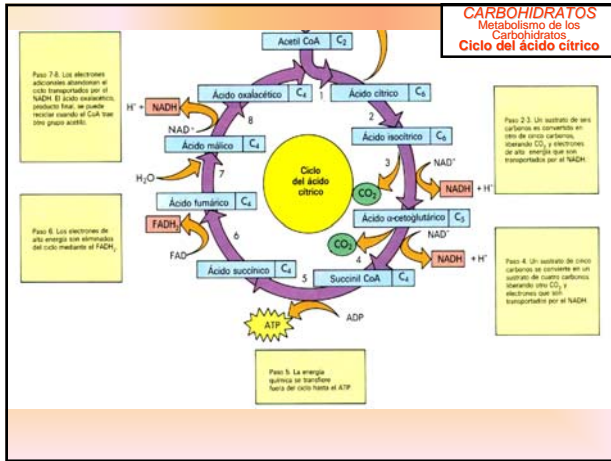 CARBOHIDRATOS
Metabolismo de los
Carbohidratos
Ciclo del ácido cítrico
Acetil CoA C₂
Paso 7-8. Los electrones
adicionales abandonan el
ciclo transportados por el
NADH. El ácido oxalacético,
producto final, se puede
reciclar cuando el CoA trae
otro grupo acetilo.
Ácido oxalacético C₄
1
Ácido cítrico C₆
H⁺ NADH
8
NAD⁺
2
Ácido isocítrico C₆
Ácido málico C₄
Paso 2-3. Un sustrato de seis
carbonos es convertido en
otro de cinco carbonos,
liberando CO₂ y electrones
de alto energía que son
transportados por el NADH.
3
NAD⁺
CO₂
NADH + H⁺
Ciclo
del ácido
cítrico
7
H₂O
Ácido fumárico C₄
Ácido α-cetoglutárico C₅
Paso 6. Los electrones
de alto energía son eliminados
del ciclo mediante el FADH₂.
FADH₂
6
FAD
CO₂
NAD⁺
4
NADH + H⁺
Ácido succínico C₄
5
Succinil CoA C₄
Paso 4. Un sustrato de cinco
carbonos se convierte en un
sustrato de cuatro carbonos
liberando otro CO₂ y
electrones que son
transportados por el NADH.
ATP
ADP
Paso 5. La energía
química se transfiere
fuera del ciclo hasta el ATP.